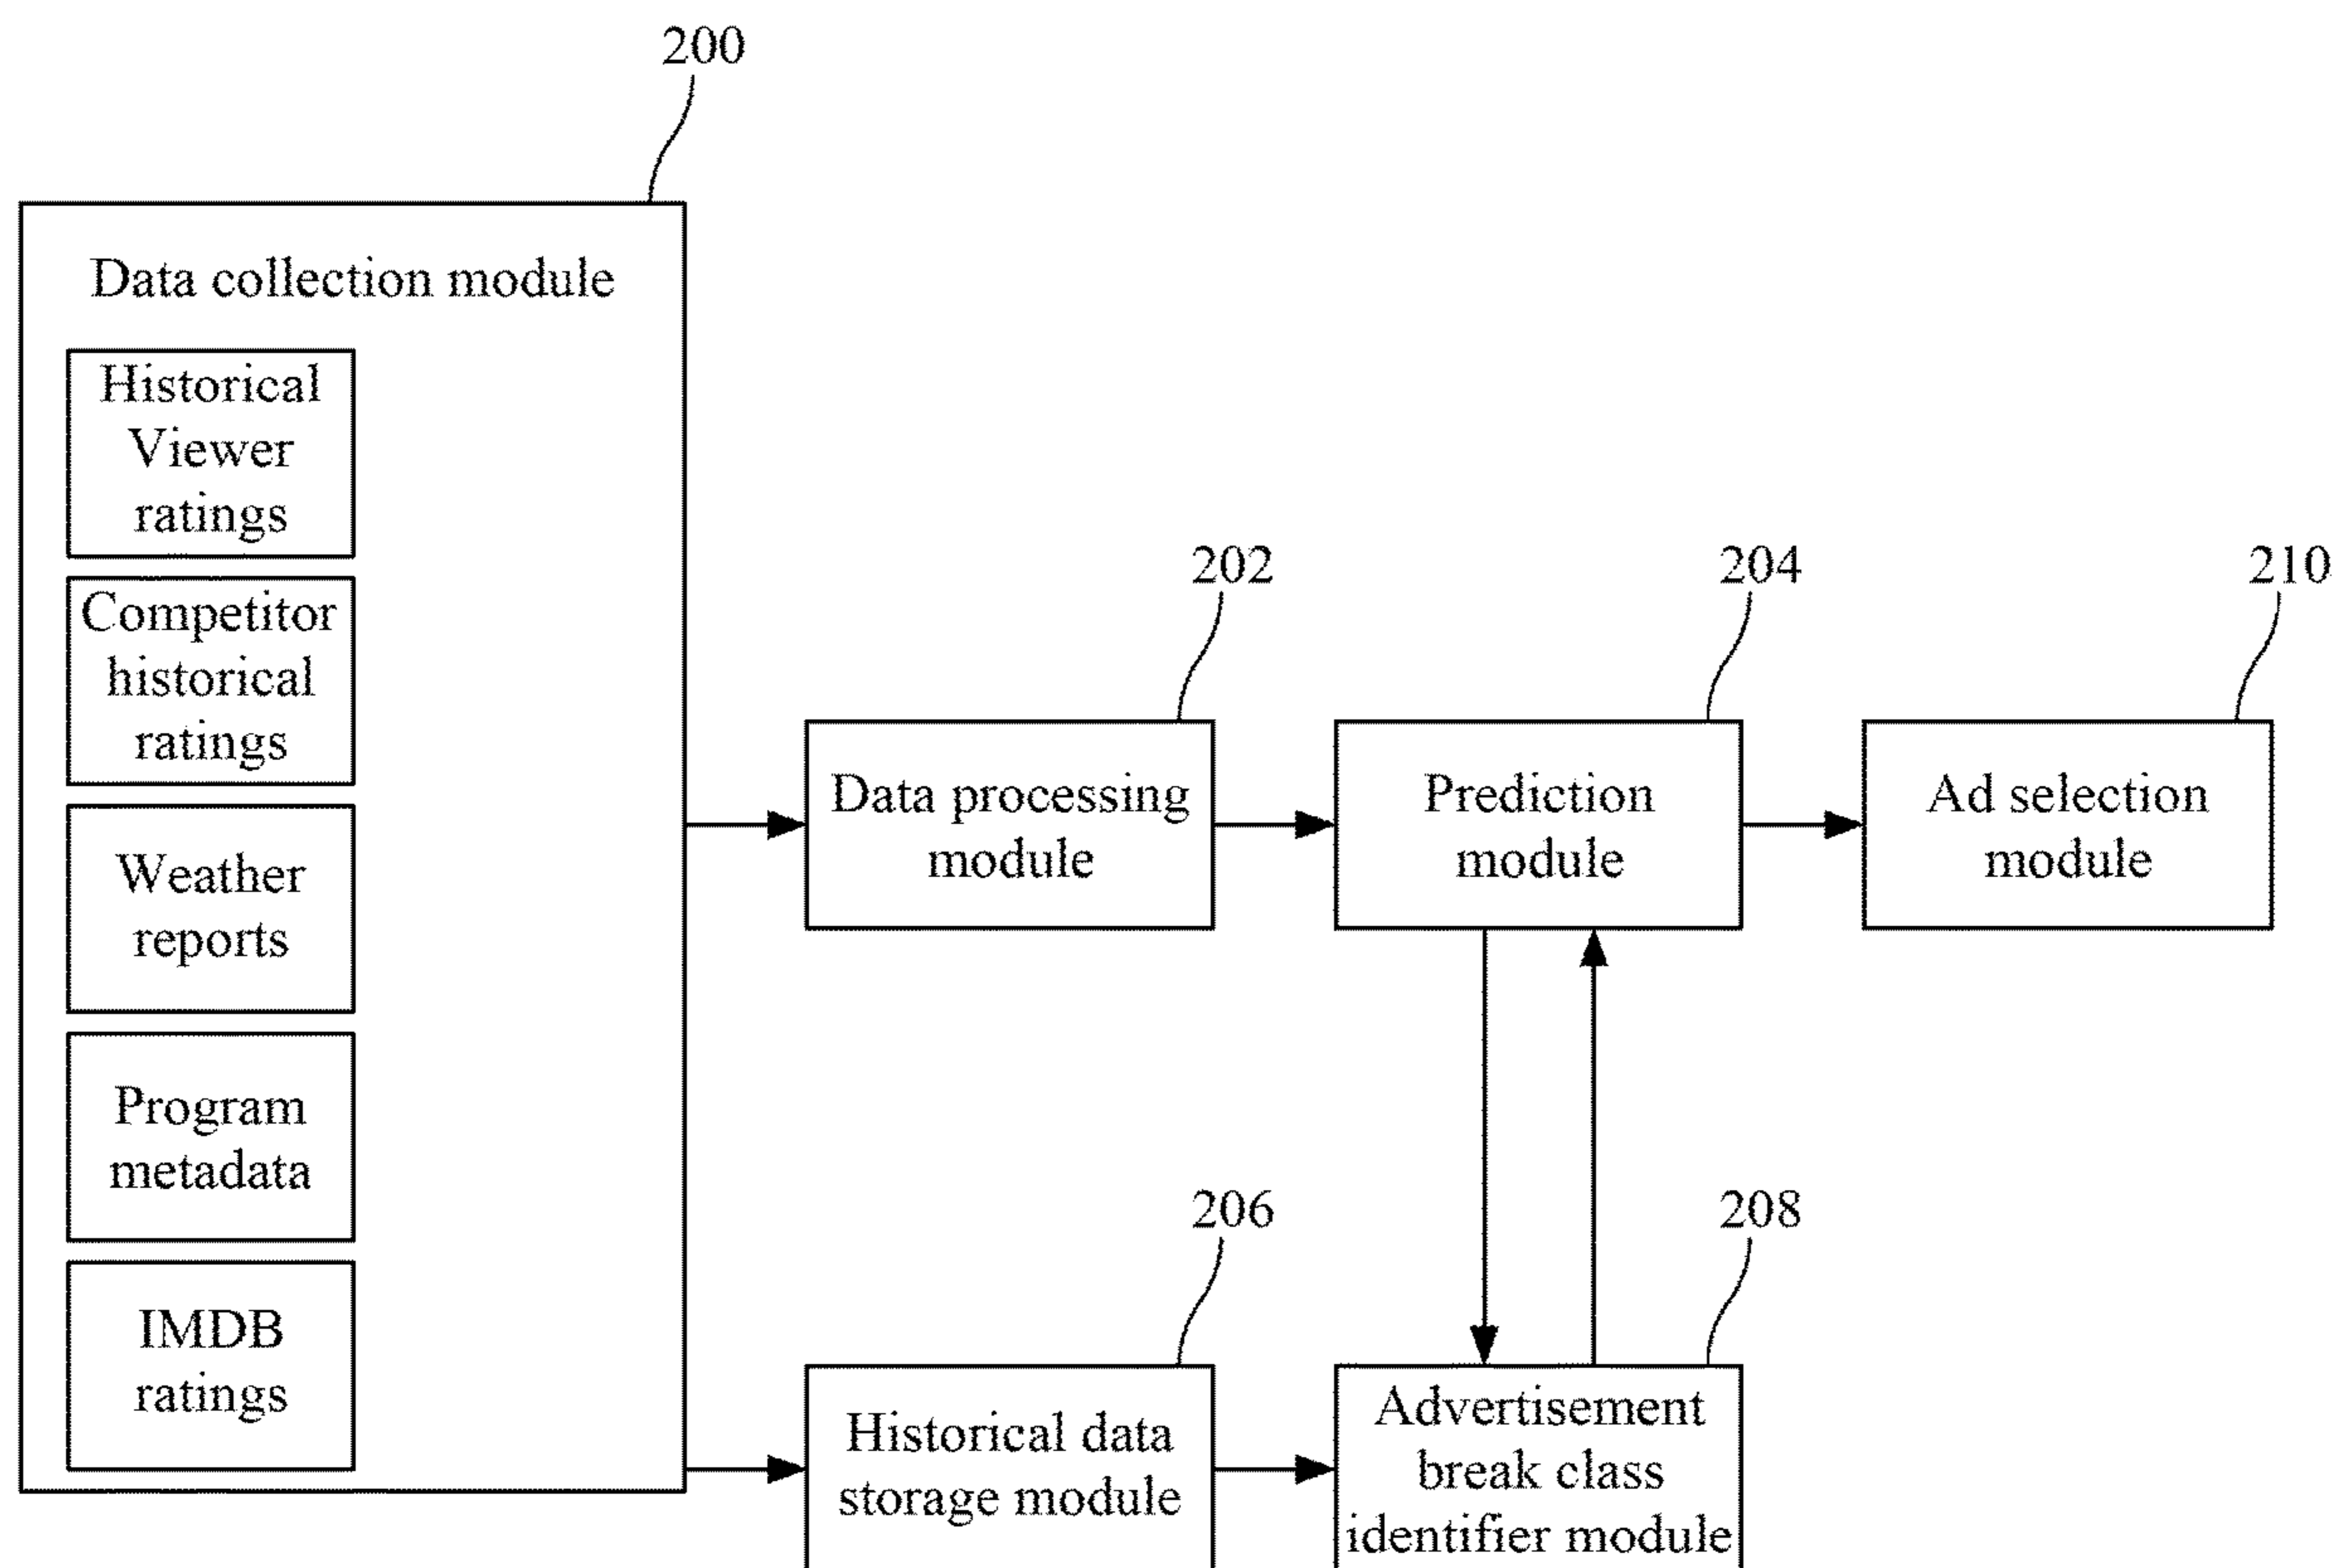 200
Data collection module
Historical
Viewer
ratings
Competitor
historical
ratings
Weather
reports
Program
metadata
IMDB
ratings
202
Data processing
module
204
Prediction
module
210
Ad selection
module
206
Historical data
storage module
208
Advertisement
break class
identifier module